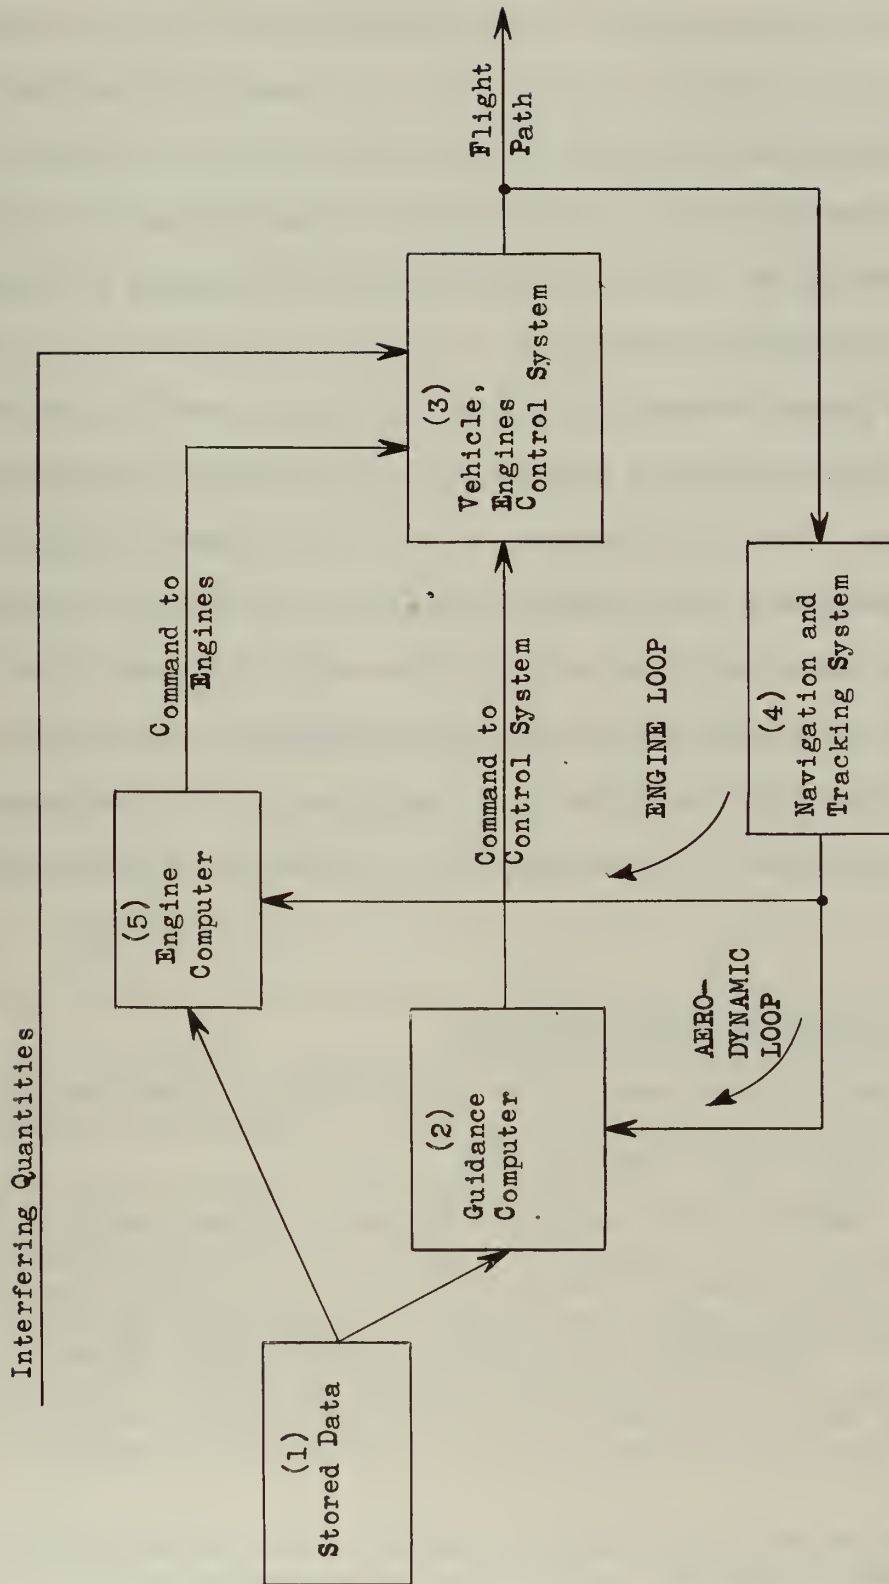 Interfering Quantities
(1)
Stored Data
(5)
Engine
Computer
Command to
Engines
(2)
Guidance
Computer
Command to
Control System
(3)
Vehicle,
Engines
Control System
Flight
Path
AERO-
DYNAMIC
LOOP
ENGINE LOOP
(4)
Navigation and
Tracking System